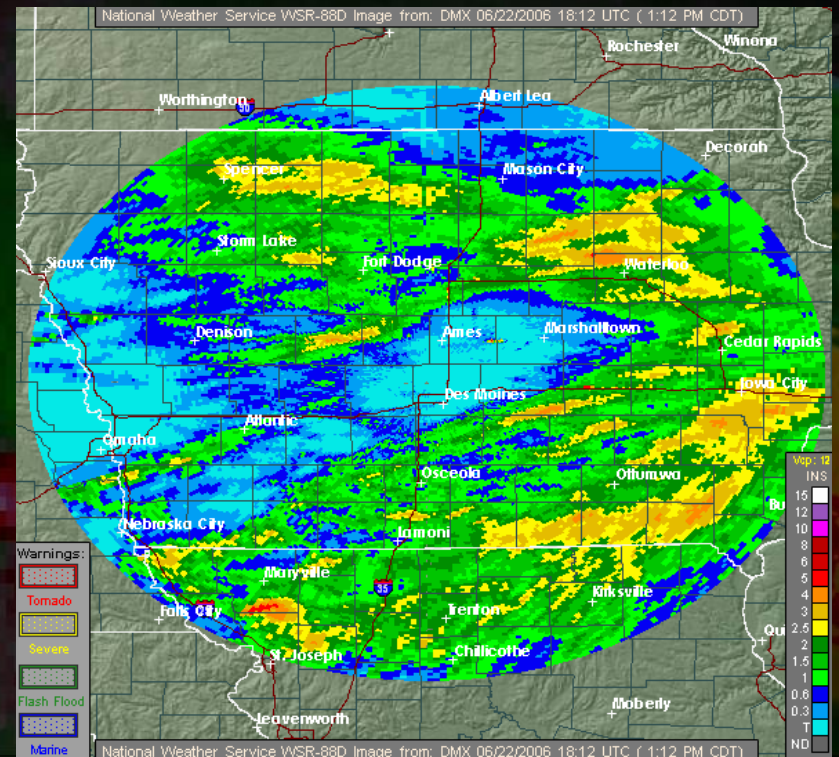 National Weather Service WSR-88D Image from: DMX 06/22/2006 18:12 UTC ( 1:12 PM CDT)
Rochester
Winona
Worthington
90
Albert Lea
Decorah
Spencer
Mason City
Storm Lake
Fort Dodge
Sioux City
Waterloo
Denison
Ames
Marshalltown
Cedar Rapids
Des Moines
Iowa City
Atlantic
Omaha
Osceola
Ottumwa
Nebraska City
Lamoni
Bu
Maryville
35
Kirksville
Falls City
Trenton
Qui
St. Joseph
Chillicothe
Moberly
Leavenworth
Warnings:
Tornado
Severe
Flash Flood
Marine
Vcp: 12
INS
15
12
10
8
6
5
4
3
2.5
2
1.5
1
0.6
0.3
T
ND
National Weather Service WSR-88D Image from: DMX 06/22/2006 18:12 UTC ( 1:12 PM CDT)